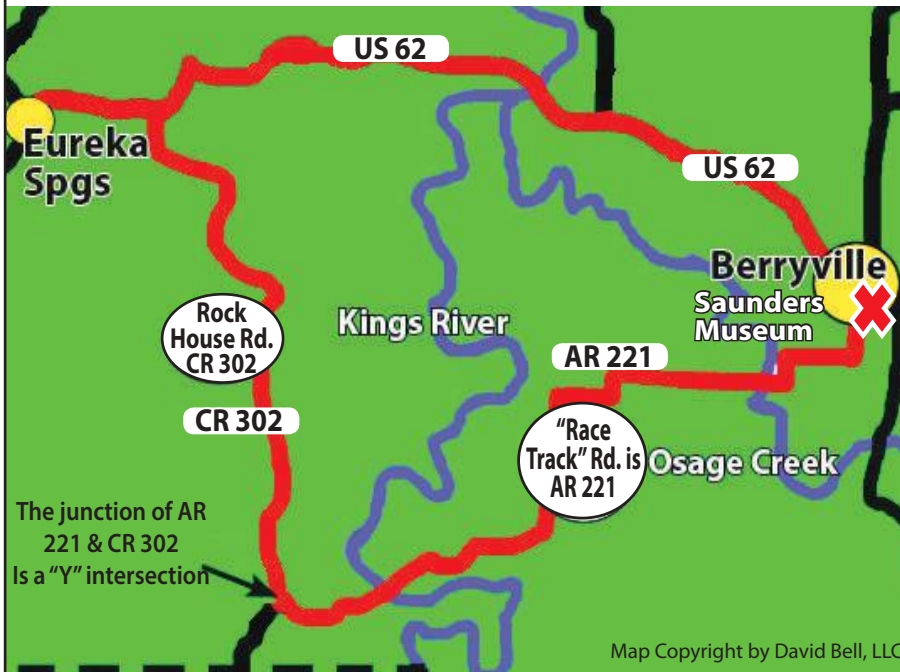 US 62
Eureka
Spgs
US 62
Berryville
Saunders
Museum
Rock
House Rd.
CR 302
Kings River
AR 221
CR 302
“Race
Track” Rd. is
AR 221
Osage Creek
The junction of AR
221 & CR 302
Is a “Y” intersection
Map Copyright by David Bell, LLC